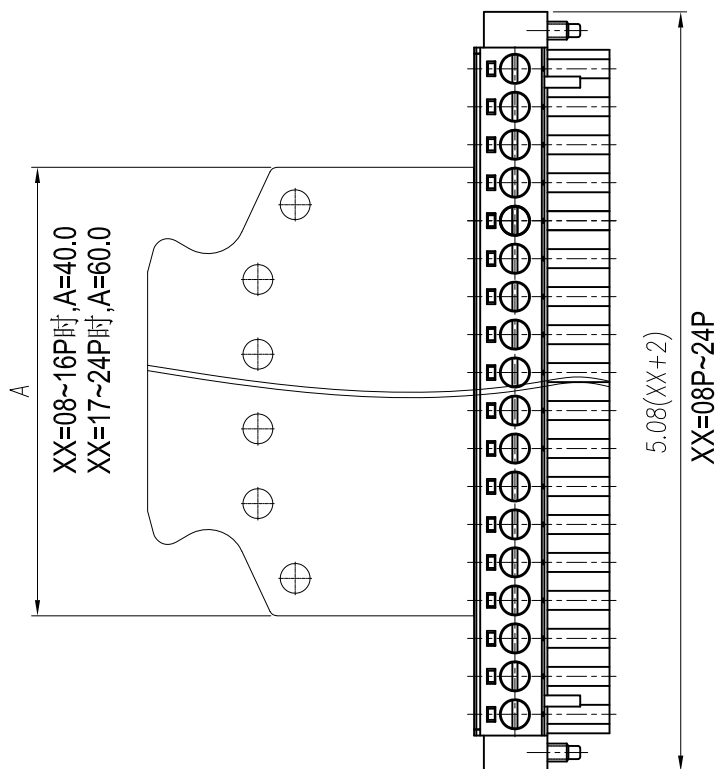 A
XX=08~16P时,A=40.0
XX=17~24P时,A=60.0
5.08(XX+2)
XX=08P~24P